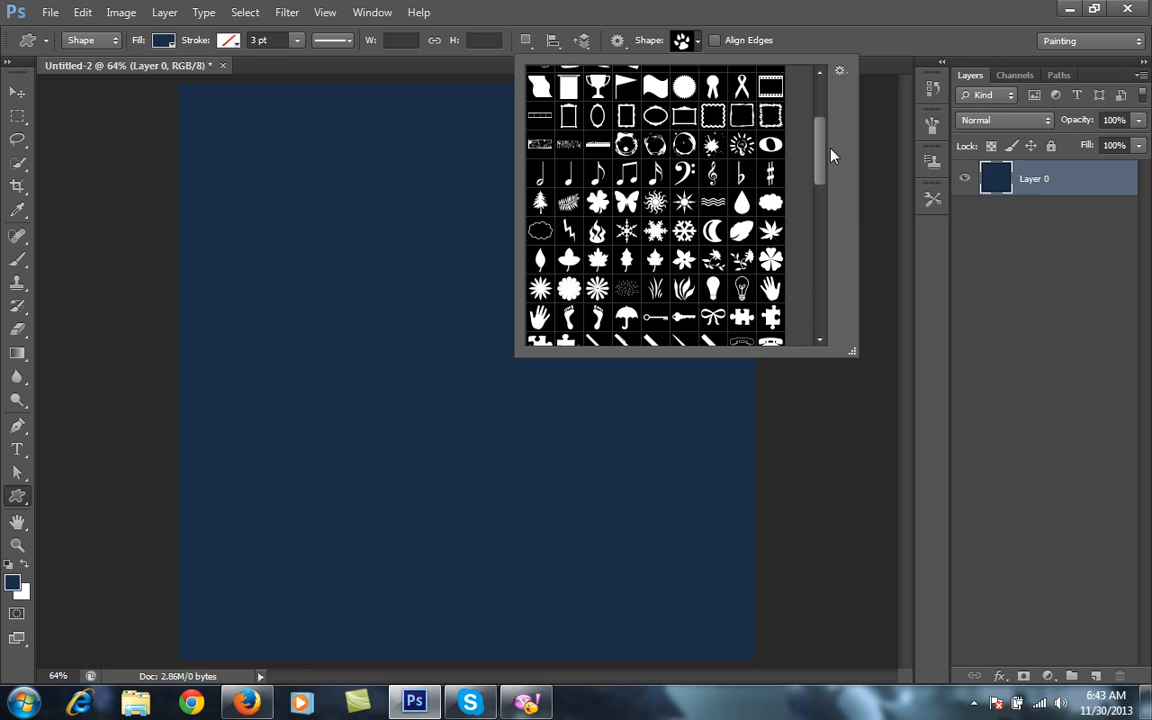 Ps File Edit Image Layer Type Select Filter View Window Help
Shape Fill: Stroke: 3 pt W: H: Shape: Align Edges Painting
Untitled-2 @ 64% (Layer 0, RGB/8) * ×
Layers Channels Paths
Kind
Normal Opacity: 100%
Lock: Fill: 100%
Layer 0
T
64% Doc: 2.86M/0 bytes
fx
Ps
6:43 AM
11/30/2013